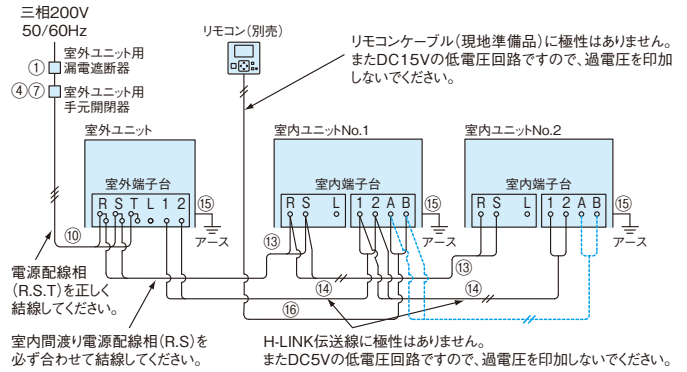 三相200V
50/60Hz
リモコン(別売)
リモコンケーブル(現地準備品)に極性はありません。
またDC15Vの低電圧回路ですので、過電圧を印加
しないでください。
① 室外ユニット用
漏電遮断器
④⑦ 室外ユニット用
手元開閉器
室外ユニット
室内ユニットNo.1
室内ユニットNo.2
室外端子台
室内端子台
室内端子台
R S T L 1 2
R S L 1 2 A B
R S L 1 2 A B
⑮
⑮
⑮
アース
アース
アース
⑩
⑬
⑬
⑭
⑭
⑯
電源配線相
(R.S.T)を正しく
結線してください。
室内間渡り電源配線相(R.S)を
必ず合わせて結線してください。
H-LINK伝送線に極性はありません。
またDC5Vの低電圧回路ですので、過電圧を印加しないでください。